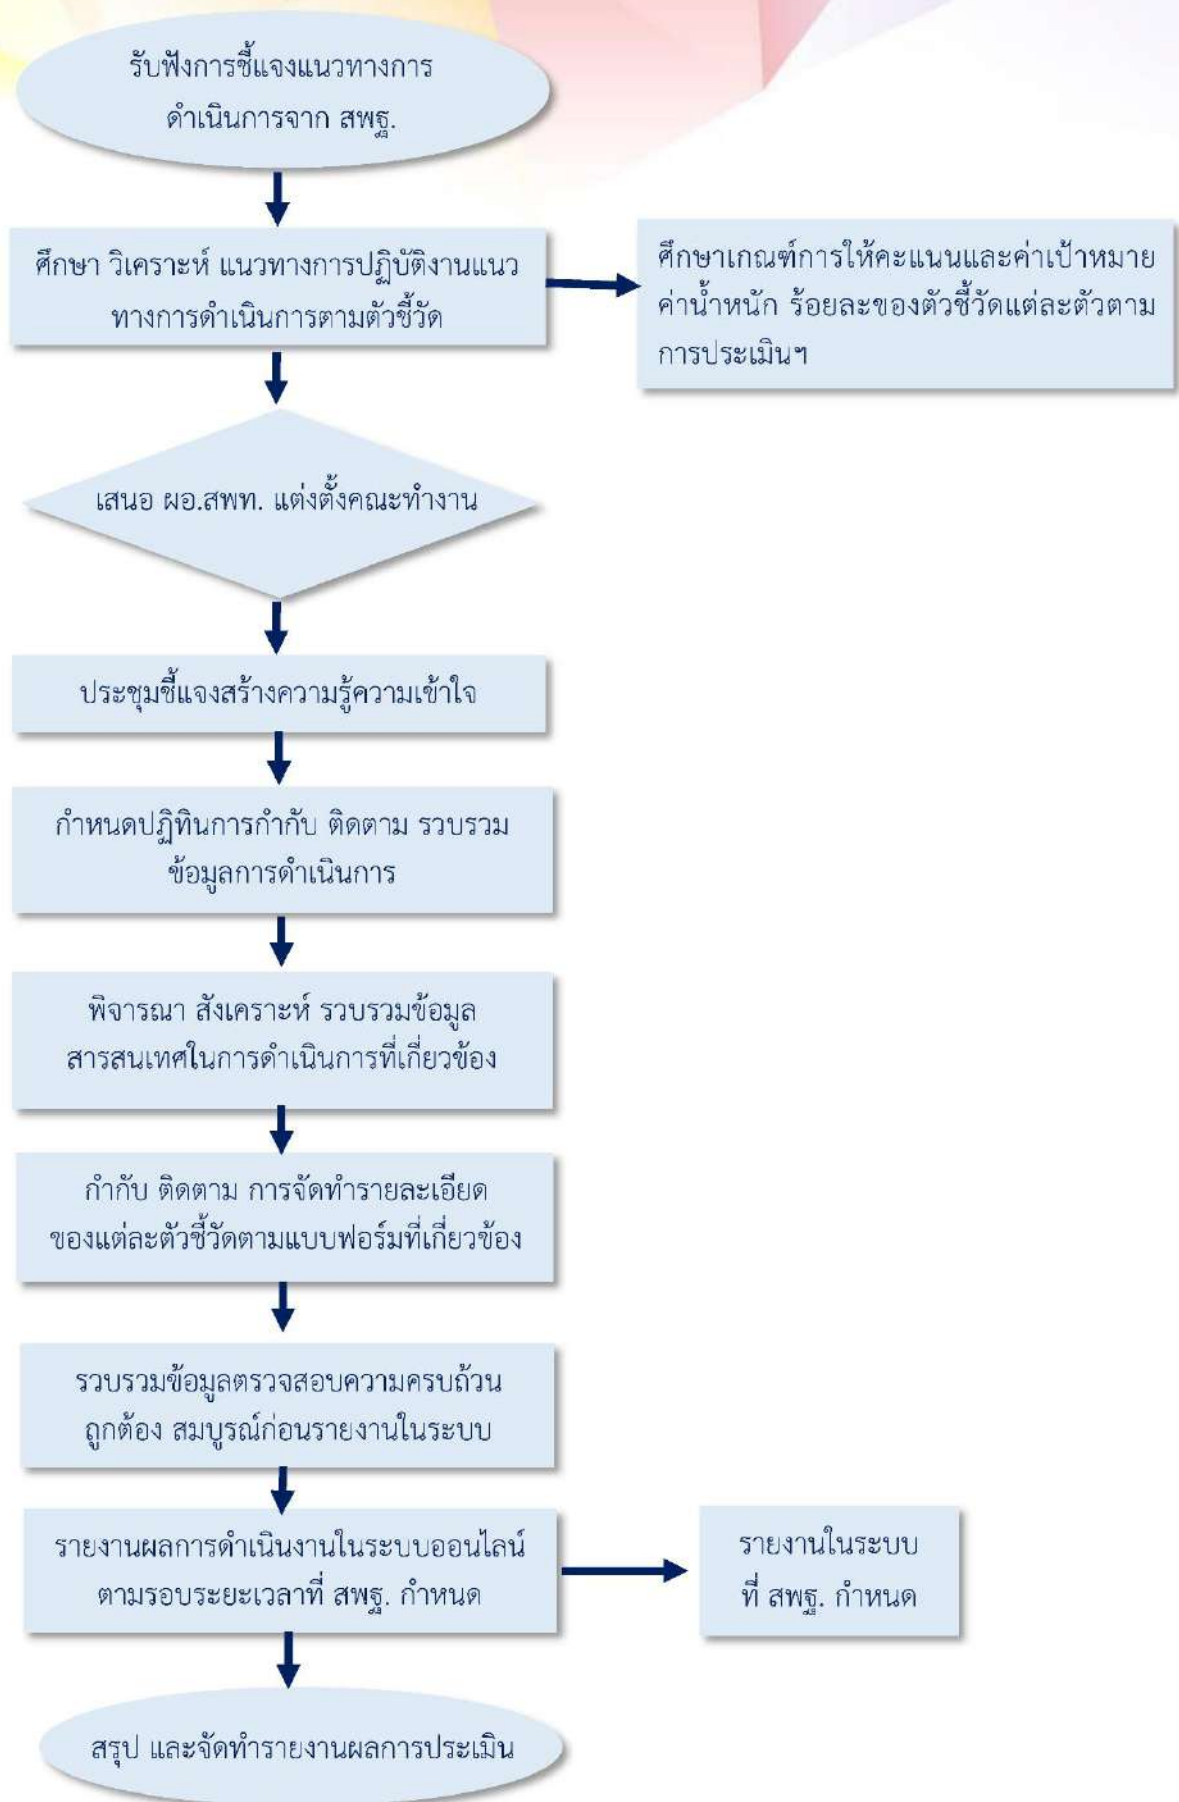 รับฟังการชี้แจงแนวทางการ
ดำเนินการจาก สพฐ.
ศึกษา วิเคราะห์ แนวทางการปฏิบัติงานแนว
ทางการดำเนินการตามตัวชี้วัด
ศึกษาเกณฑ์การให้คะแนนและค่าเป้าหมาย
ค่าน้ำหนัก ร้อยละของตัวชี้วัดแต่ละตัวตาม
การประเมินฯ
เสนอ ผอ.สพท. แต่งตั้งคณะทำงาน
ประชุมชี้แจงสร้างความรู้ความเข้าใจ
กำหนดปฏิทินการกำกับ ติดตาม รวบรวม
ข้อมูลการดำเนินการ
พิจารณา สังเคราะห์ รวบรวมข้อมูล
สารสนเทศในการดำเนินการที่เกี่ยวข้อง
กำกับ ติดตาม การจัดทำรายละเอียด
ของแต่ละตัวชี้วัดตามแบบฟอร์มที่เกี่ยวข้อง
รวบรวมข้อมูลตรวจสอบความครบถ้วน
ถูกต้อง สมบูรณ์ก่อนรายงานในระบบ
รายงานผลการดำเนินงานในระบบออนไลน์
ตามรอบระยะเวลาที่ สพฐ. กำหนด
รายงานในระบบ
ที่ สพฐ. กำหนด
สรุป และจัดทำรายงานผลการประเมิน